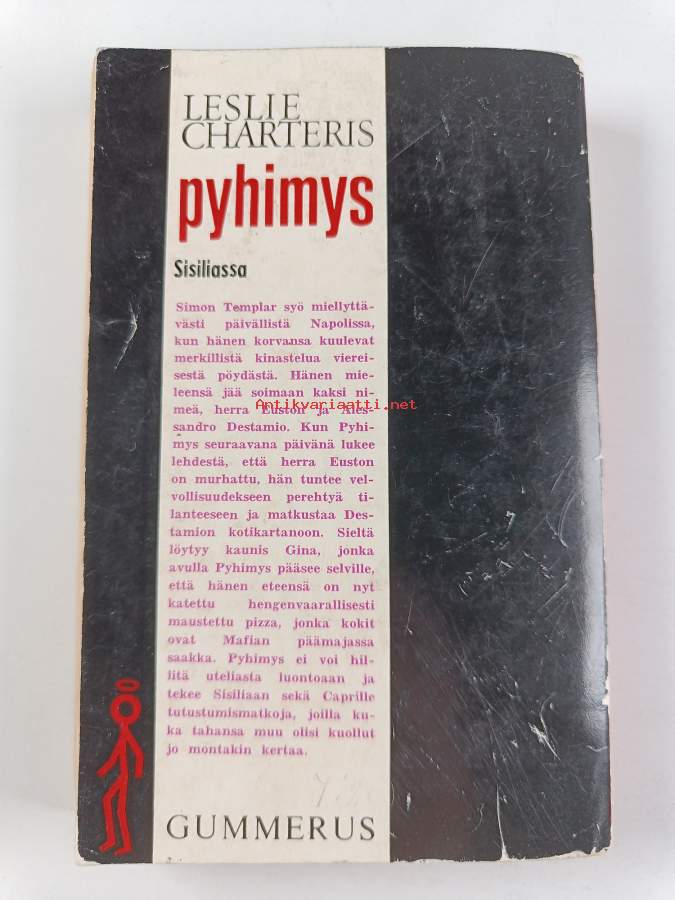 LESLIE
CHARTERIS
pyhimys
Sisiliassa
Simon Templar syö miellyttä-
västi päivällistä Napolissa,
kun hänen korvansa kuulevat
merkillistä kinastelua vierei-
sestä pöydästä. Hänen mie-
leensä jää soimaan kaksi ni-
meä, herra Euston ja Ales-
Antikvariaatti.net
sandro Destamio. Kun Pyhi-
mys seuraavana päivänä lukee
lehdestä, että herra Euston
on murhattu, hän tuntee vel-
vollisuudekseen perehtyä ti-
lanteeseen ja matkustaa Des-
tamion kotikartanoon. Sieltä
löytyy kaunis Gina, jonka
avulla Pyhimys pääsee selville,
että hänen eteensä on nyt
katettu hengenvaarallisesti
maustettu pizza, jonka kokit
ovat Mafian päämajassa
saakka. Pyhimys ei voi hil-
litä uteliasta luontoaan ja
tekee Sisiliaan sekä Caprille
tutustumismatkoja, joilla ku-
ka tahansa muu olisi kuollut
jo montakin kertaa.
GUMMERUS